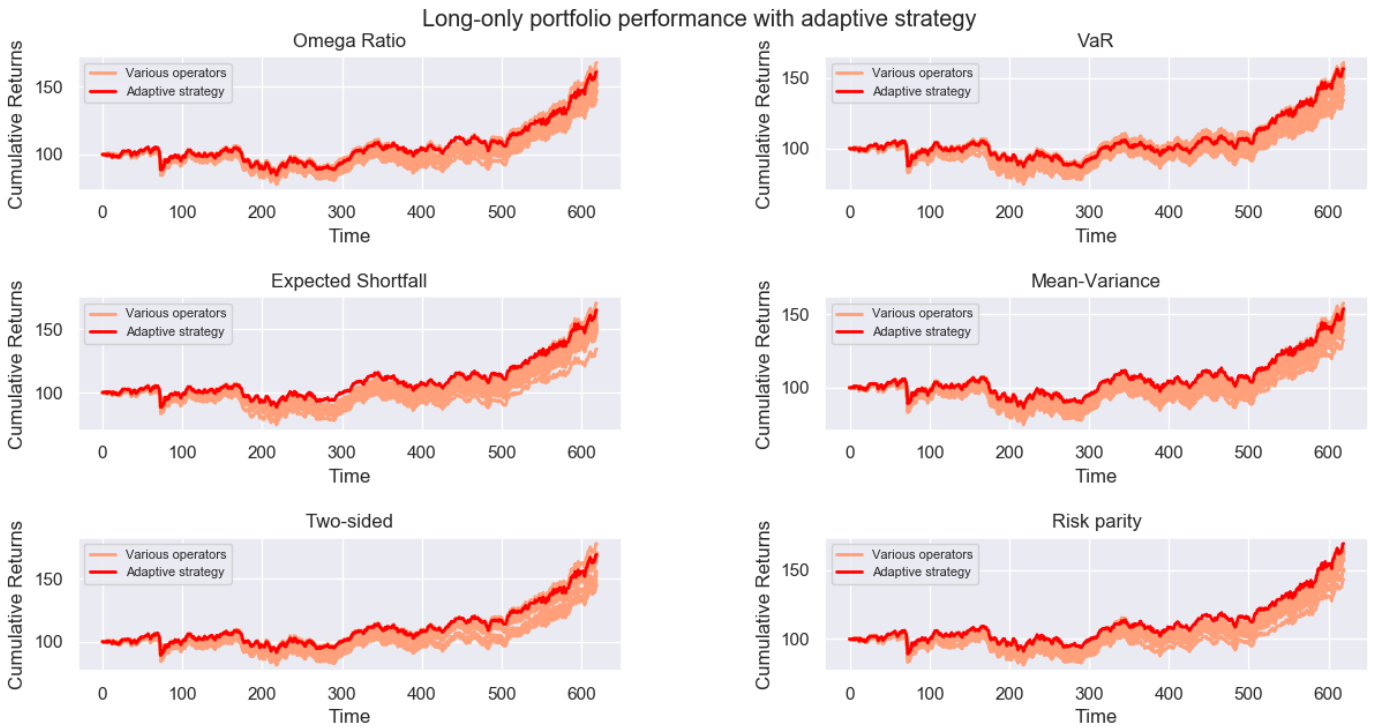 Long-only portfolio performance with adaptive strategy
Omega Ratio
Cumulative Returns
150
100
Various operators
Adaptive strategy
0 100 200 300 400 500 600
Time
VaR
Cumulative Returns
150
100
Various operators
Adaptive strategy
0 100 200 300 400 500 600
Time
Expected Shortfall
Cumulative Returns
150
100
Various operators
Adaptive strategy
0 100 200 300 400 500 600
Time
Mean-Variance
Cumulative Returns
150
100
Various operators
Adaptive strategy
0 100 200 300 400 500 600
Time
Two-sided
Cumulative Returns
150
100
Various operators
Adaptive strategy
0 100 200 300 400 500 600
Time
Risk parity
Cumulative Returns
150
100
Various operators
Adaptive strategy
0 100 200 300 400 500 600
Time